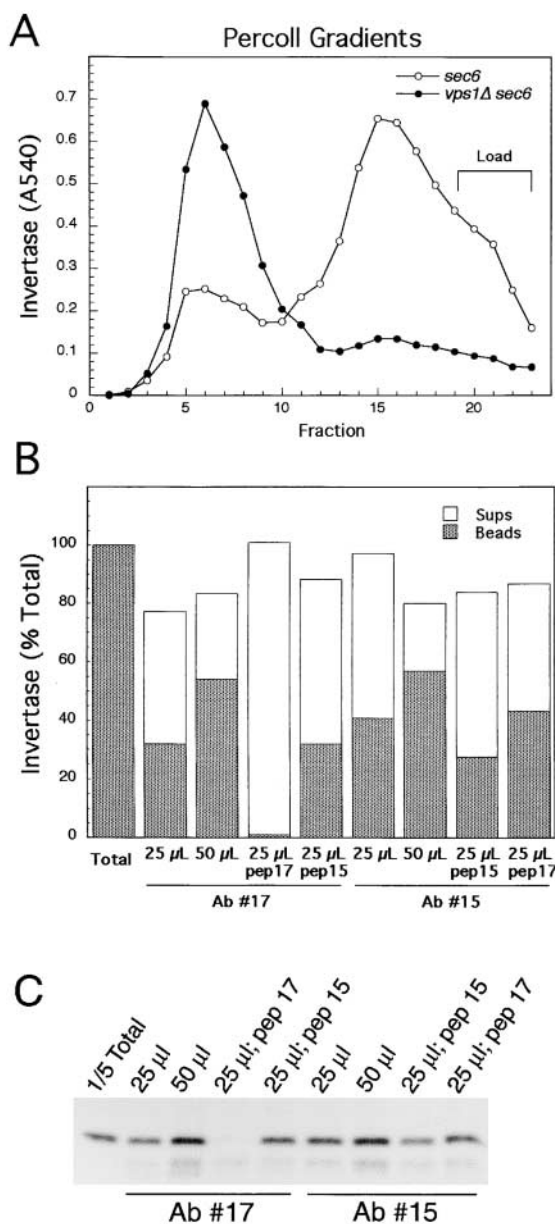 A
Percoll Gradients
sec6
vps1Δ sec6
Load
Invertase (A540)
0.7
0.6
0.5
0.4
0.3
0.2
0.1
0
0
5
10
15
20
Fraction
B
Sups
Beads
Invertase (% Total)
100
80
60
40
20
0
Total
25 µL
50 µL
25 µL pep17
25 µL pep15
25 µL
50 µL
25 µL pep15
25 µL pep17
Ab #17
Ab #15
C
1/5 Total
25 µl
50 µl
25 µl; pep 17
25 µl; pep 15
25 µl
50 µl
25 µl; pep 15
25 µl; pep 17
Ab #17
Ab #15